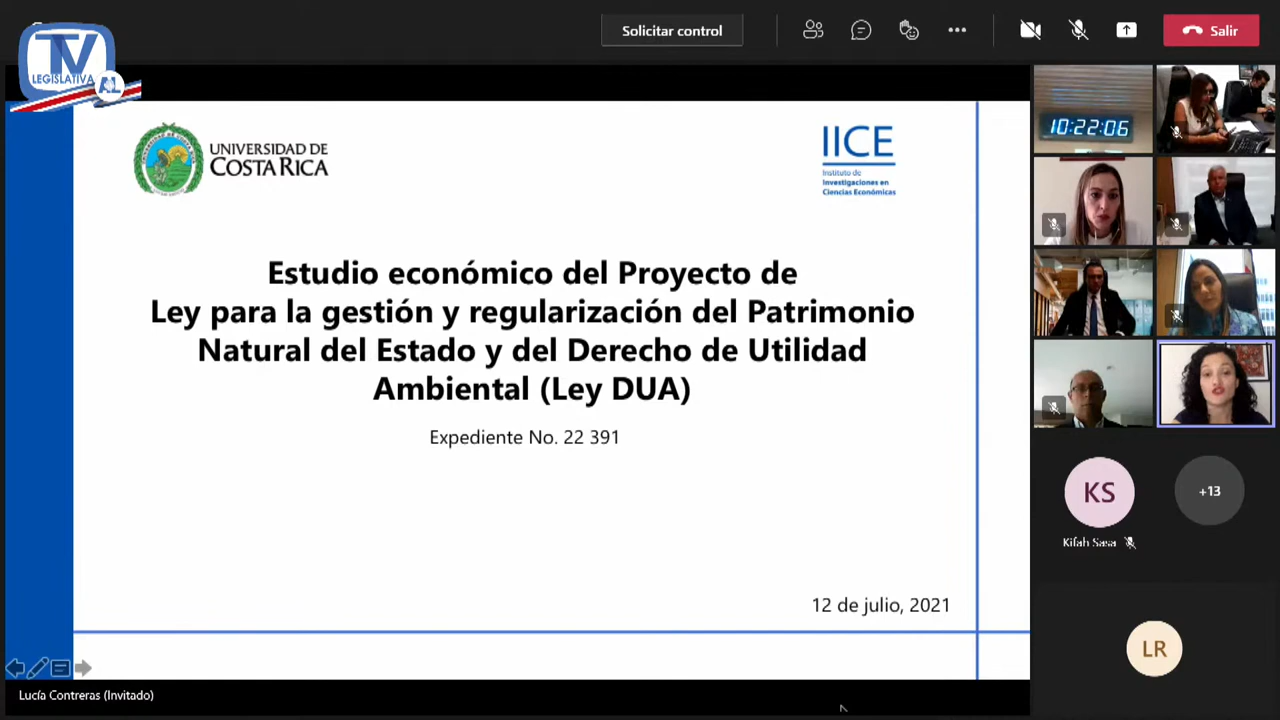 TV
LEGISLATIVA
AL
Solicitar control
Salir
10:22:06
UNIVERSIDAD DE
COSTA RICA
IICE
Instituto de
Investigaciones en
Ciencias Económicas
Estudio económico del Proyecto de
Ley para la gestión y regularización del Patrimonio
Natural del Estado y del Derecho de Utilidad
Ambiental (Ley DUA)
Expediente No. 22 391
12 de julio, 2021
KS
+13
Kifah Sasa
LR
Lucía Contreras (Invitado)